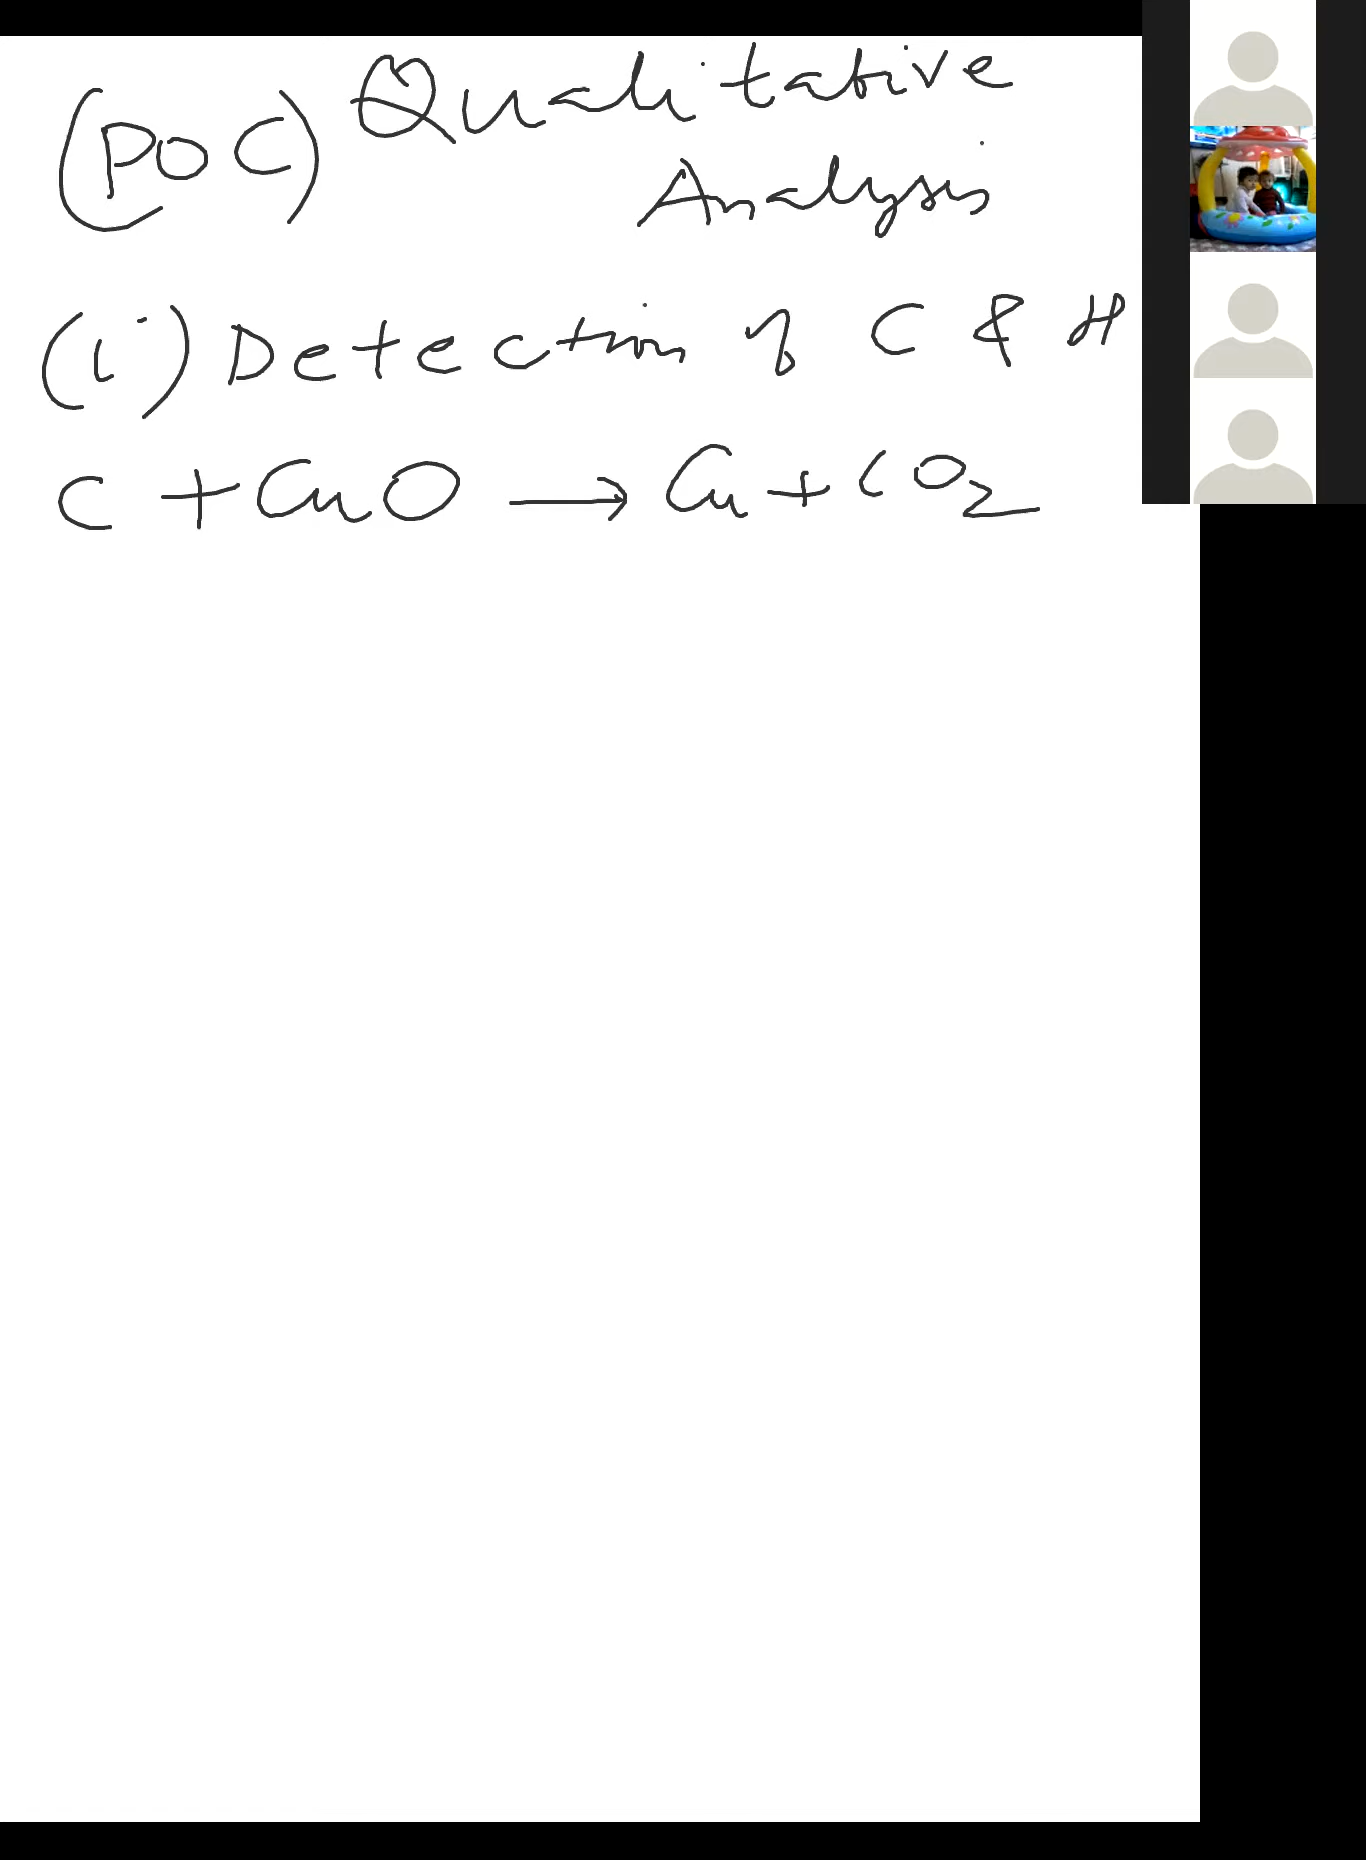 (POC) Qualitative
Analysis
(i) Detection of C & H
C + CuO → Cu + CO2